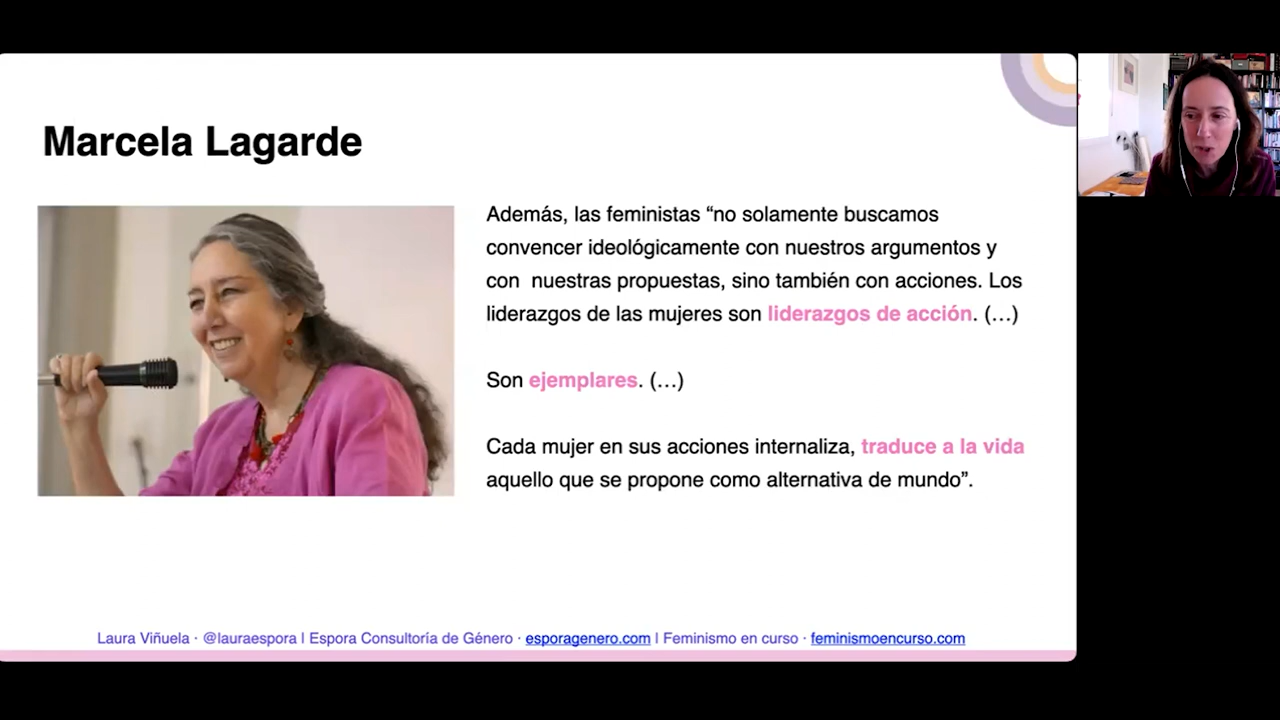 Marcela Lagarde
Además, las feministas “no solamente buscamos
convencer ideológicamente con nuestros argumentos y
con nuestras propuestas, sino también con acciones. Los
liderazgos de las mujeres son liderazgos de acción. (…)
Son ejemplares. (…)
Cada mujer en sus acciones internaliza, traduce a la vida
aquello que se propone como alternativa de mundo”.
Laura Viñuela · @lauraespora l Espora Consultoría de Género · esporagenero.com l Feminismo en curso · feminismoencurso.com